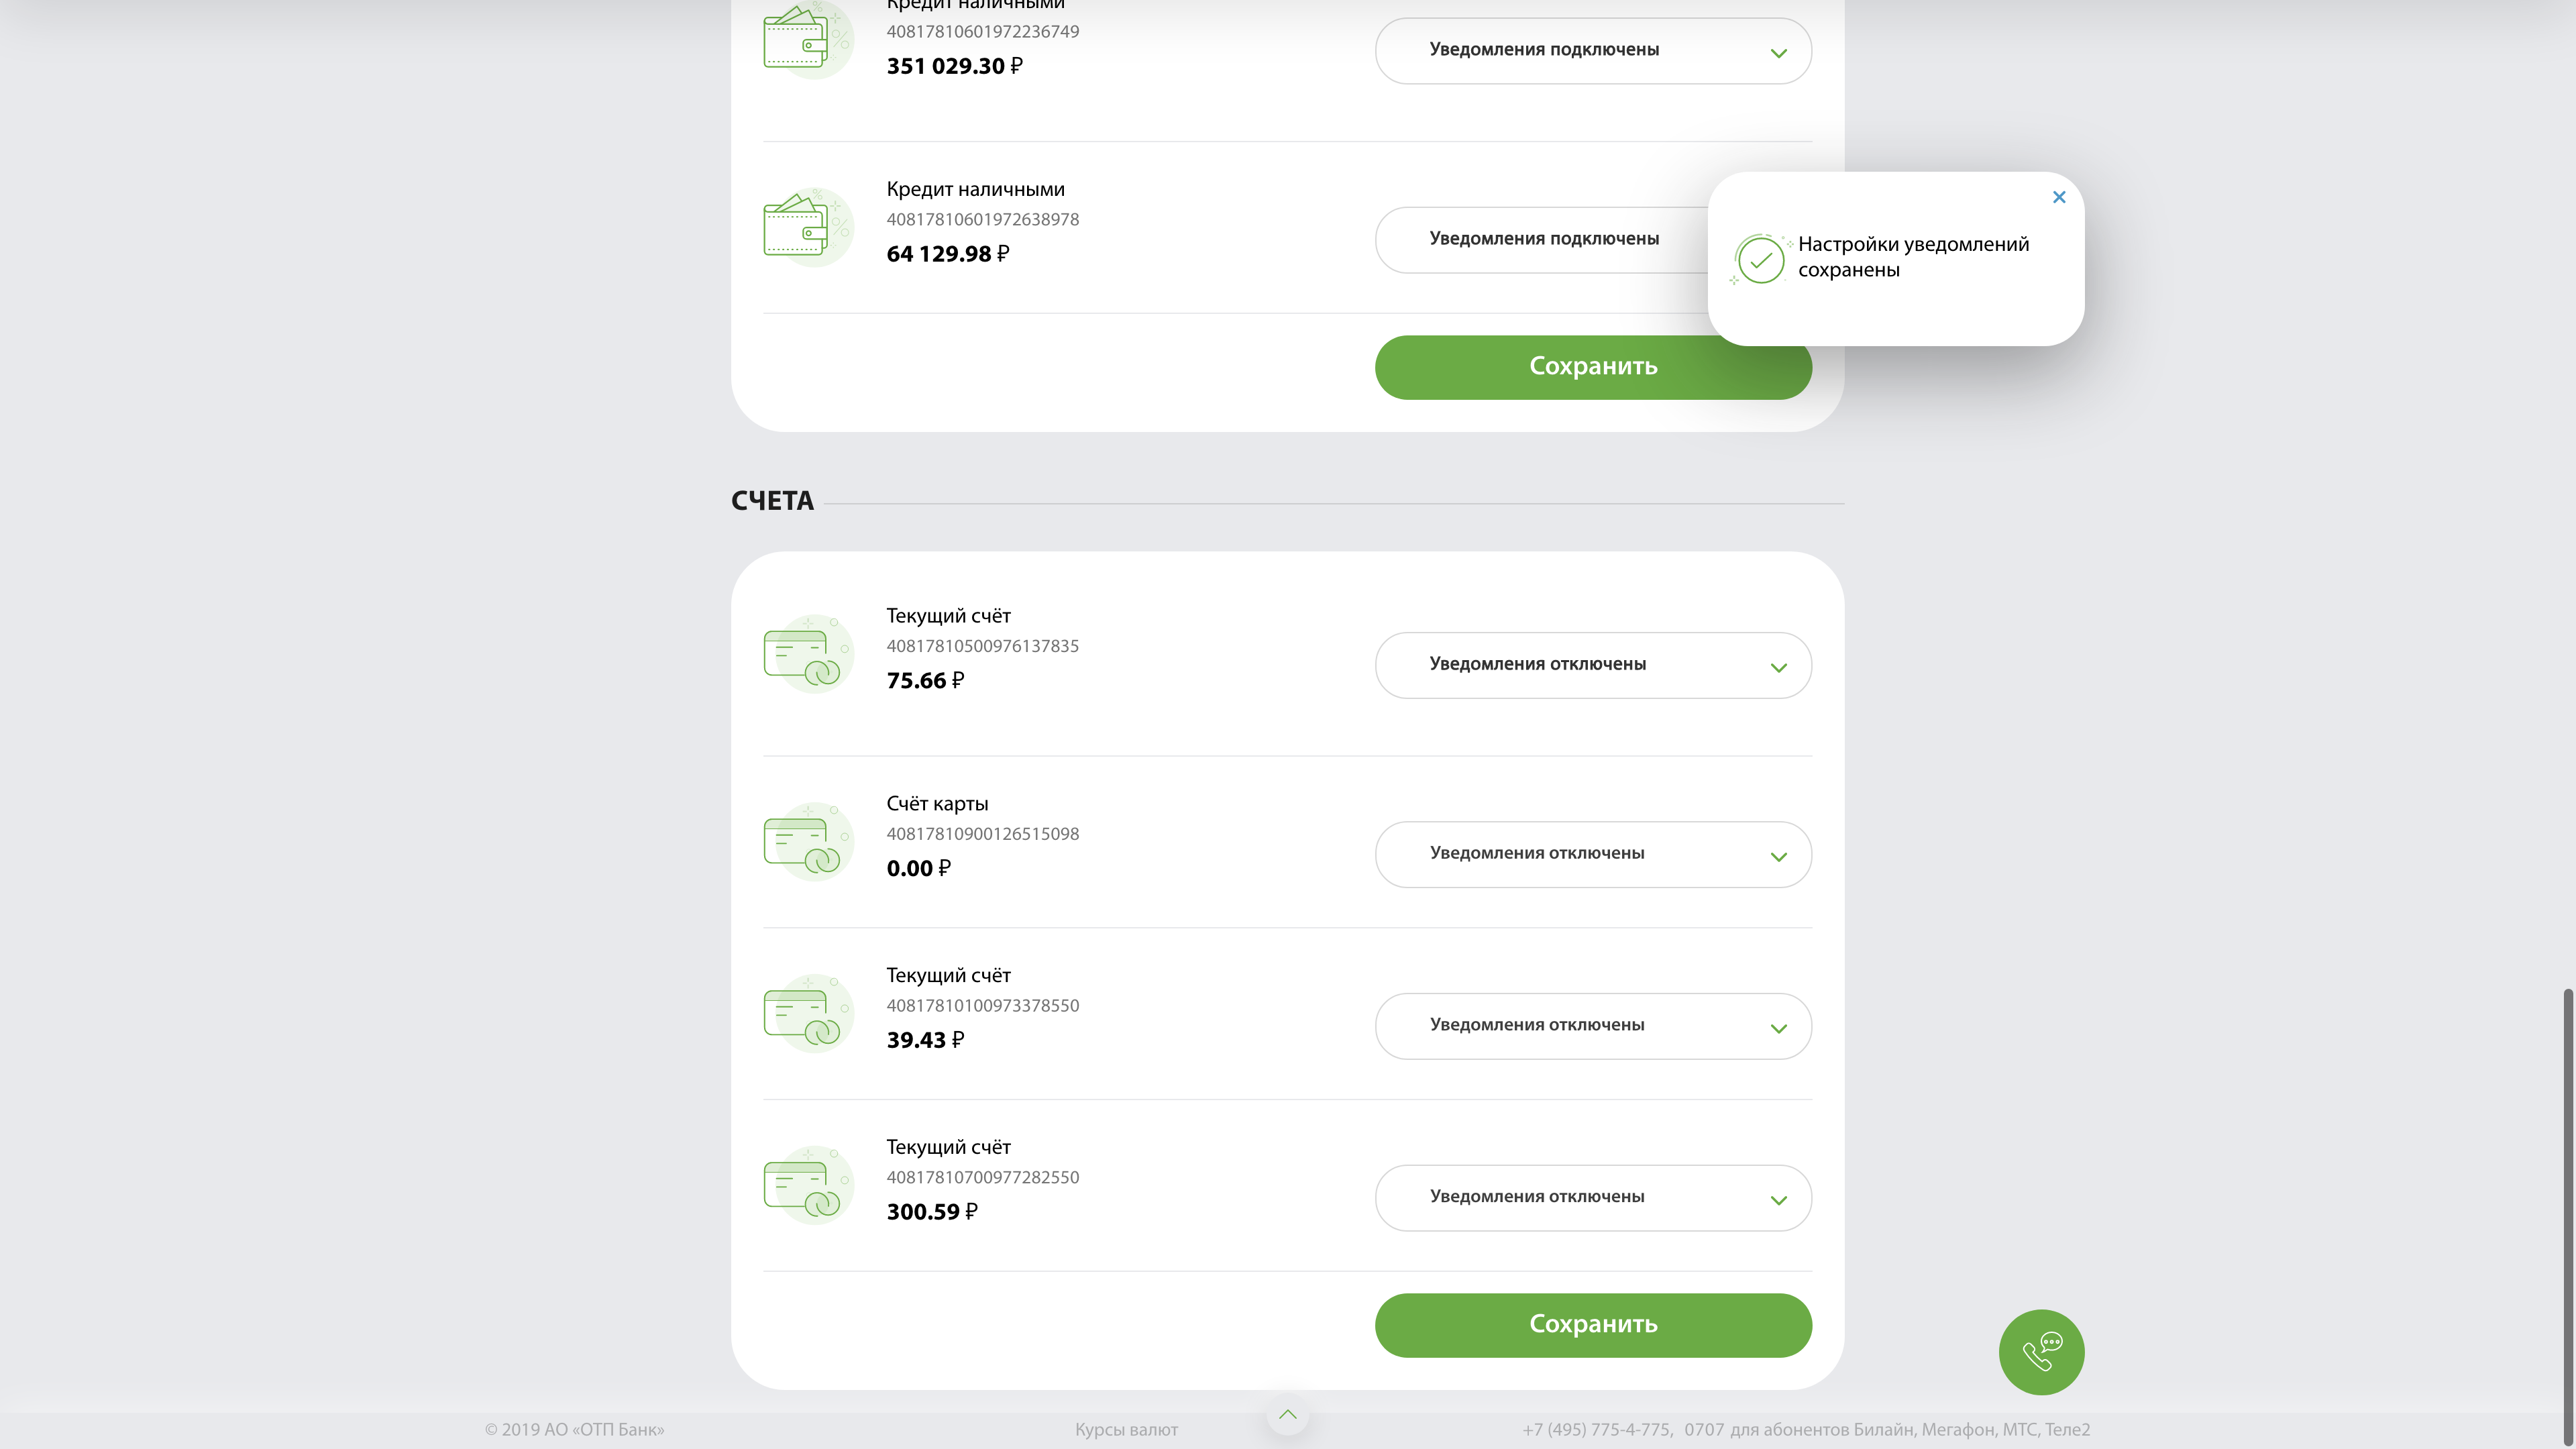 Кредит наличными
40817810601972236749
351 029.30 ₽
Уведомления подключены
Кредит наличными
40817810601972638978
64 129.98 ₽
Уведомления подключены
Настройки уведомлений
сохранены
Сохранить
СЧЕТА
Текущий счёт
40817810500976137835
75.66 ₽
Уведомления отключены
Счёт карты
40817810900126515098
0.00 ₽
Уведомления отключены
Текущий счёт
40817810100973378550
39.43 ₽
Уведомления отключены
Текущий счёт
40817810700977282550
300.59 ₽
Уведомления отключены
Сохранить
© 2019 АО «ОТП Банк»
Курсы валют
+7 (495) 775-4-775, 0707 для абонентов Билайн, Мегафон, МТС, Теле2